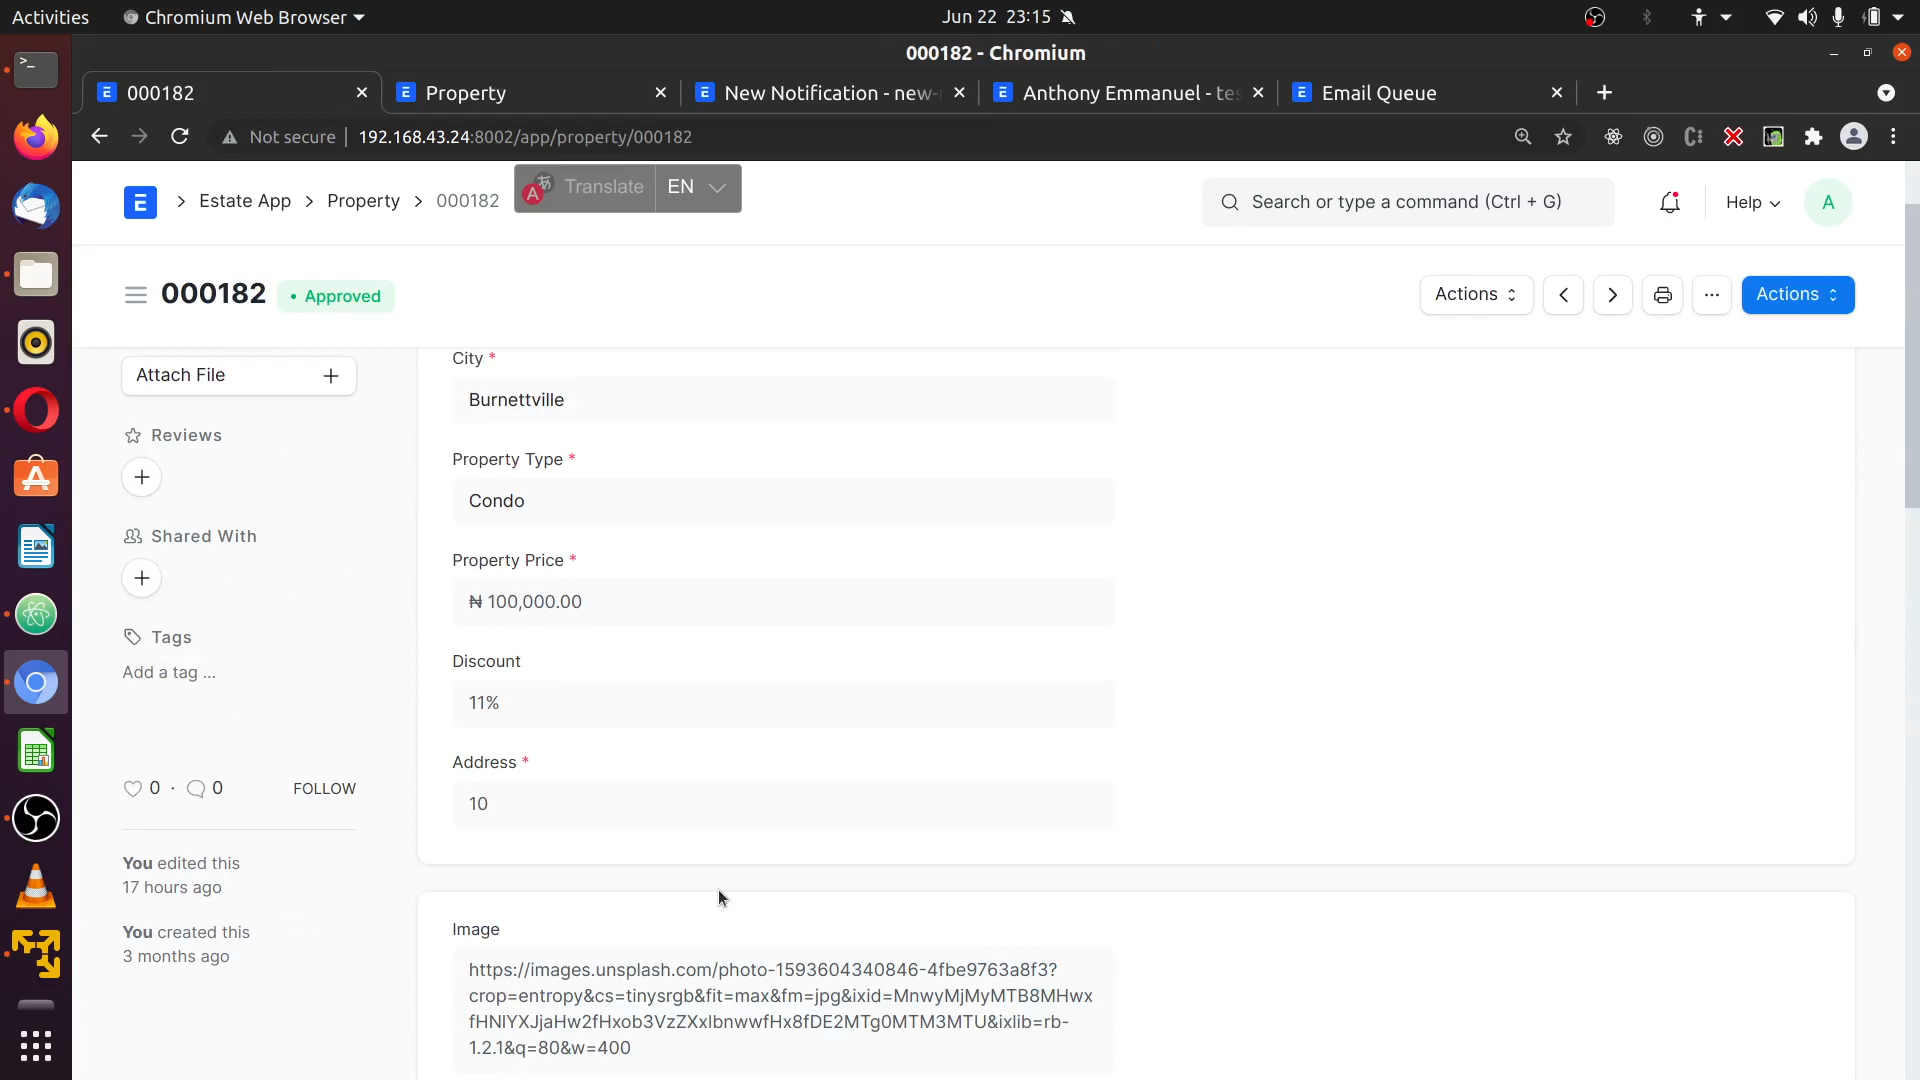 Activities
Chromium Web Browser
Jun 22 23:15
000182 - Chromium
000182
Property
New Notification - new-
Anthony Emmanuel - tes
Email Queue
Not secure
192.168.43.24:8002/app/property/000182
E
Estate App
Property
000182
Translate
EN
Search or type a command (Ctrl + G)
Help
A
000182
Approved
Actions
Actions
Attach File
Reviews
Shared With
Tags
Add a tag ...
0 · 0
FOLLOW
You edited this
17 hours ago
You created this
3 months ago
City *
Burnettville
Property Type *
Condo
Property Price *
₦ 100,000.00
Discount
11%
Address *
10
Image
https://images.unsplash.com/photo-1593604340846-4fbe9763a8f3?
crop=entropy&cs=tinysrgb&fit=max&fm=jpg&ixid=MnwyMjMyMTB8MHwx
fHNlYXJjaHw2fHxob3VzZXxlbnwwfHx8fDE2MTg0MTM3MTU&ixlib=rb-
1.2.1&q=80&w=400